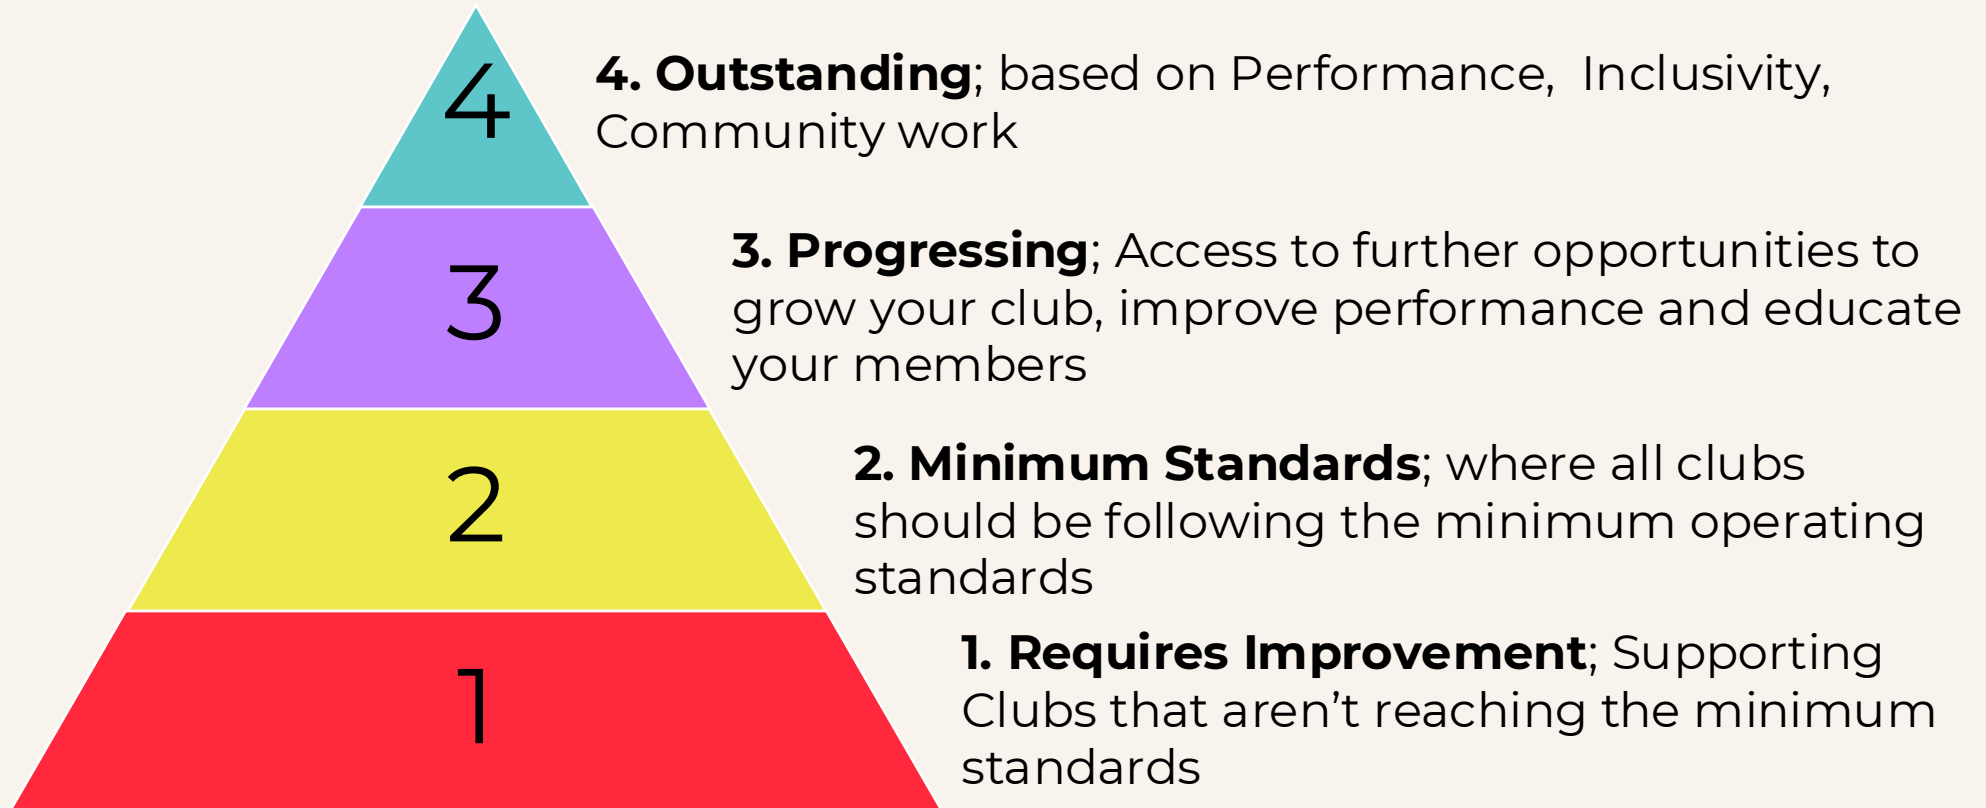 4
4. Outstanding; based on Performance,  Inclusivity,
Community work
3
3. Progressing; Access to further opportunities to
grow your club, improve performance and educate
your members
2
2. Minimum Standards; where all clubs
should be following the minimum operating
standards
1
1. Requires Improvement; Supporting
Clubs that aren’t reaching the minimum
standards